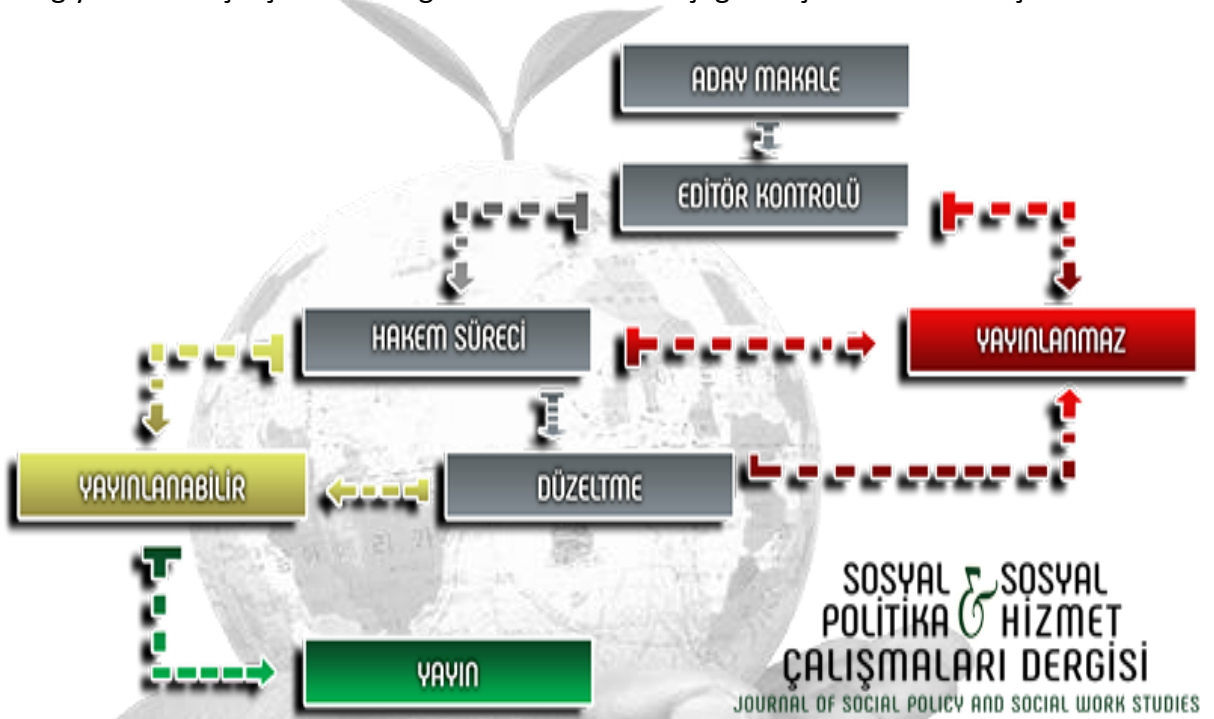 ADAY MAKALE
EDİTÖR KONTROLÜ
HAKEM SÜRECİ
YAYINLANMAZ
YAYINLANABİLİR
DÜZELTME
YAYIN
SOSYAL & SOSYAL
POLİTİKA HİZMET
ÇALIŞMALARI DERGİSİ
JOURNAL OF SOCIAL POLICY AND SOCIAL WORK STUDIES